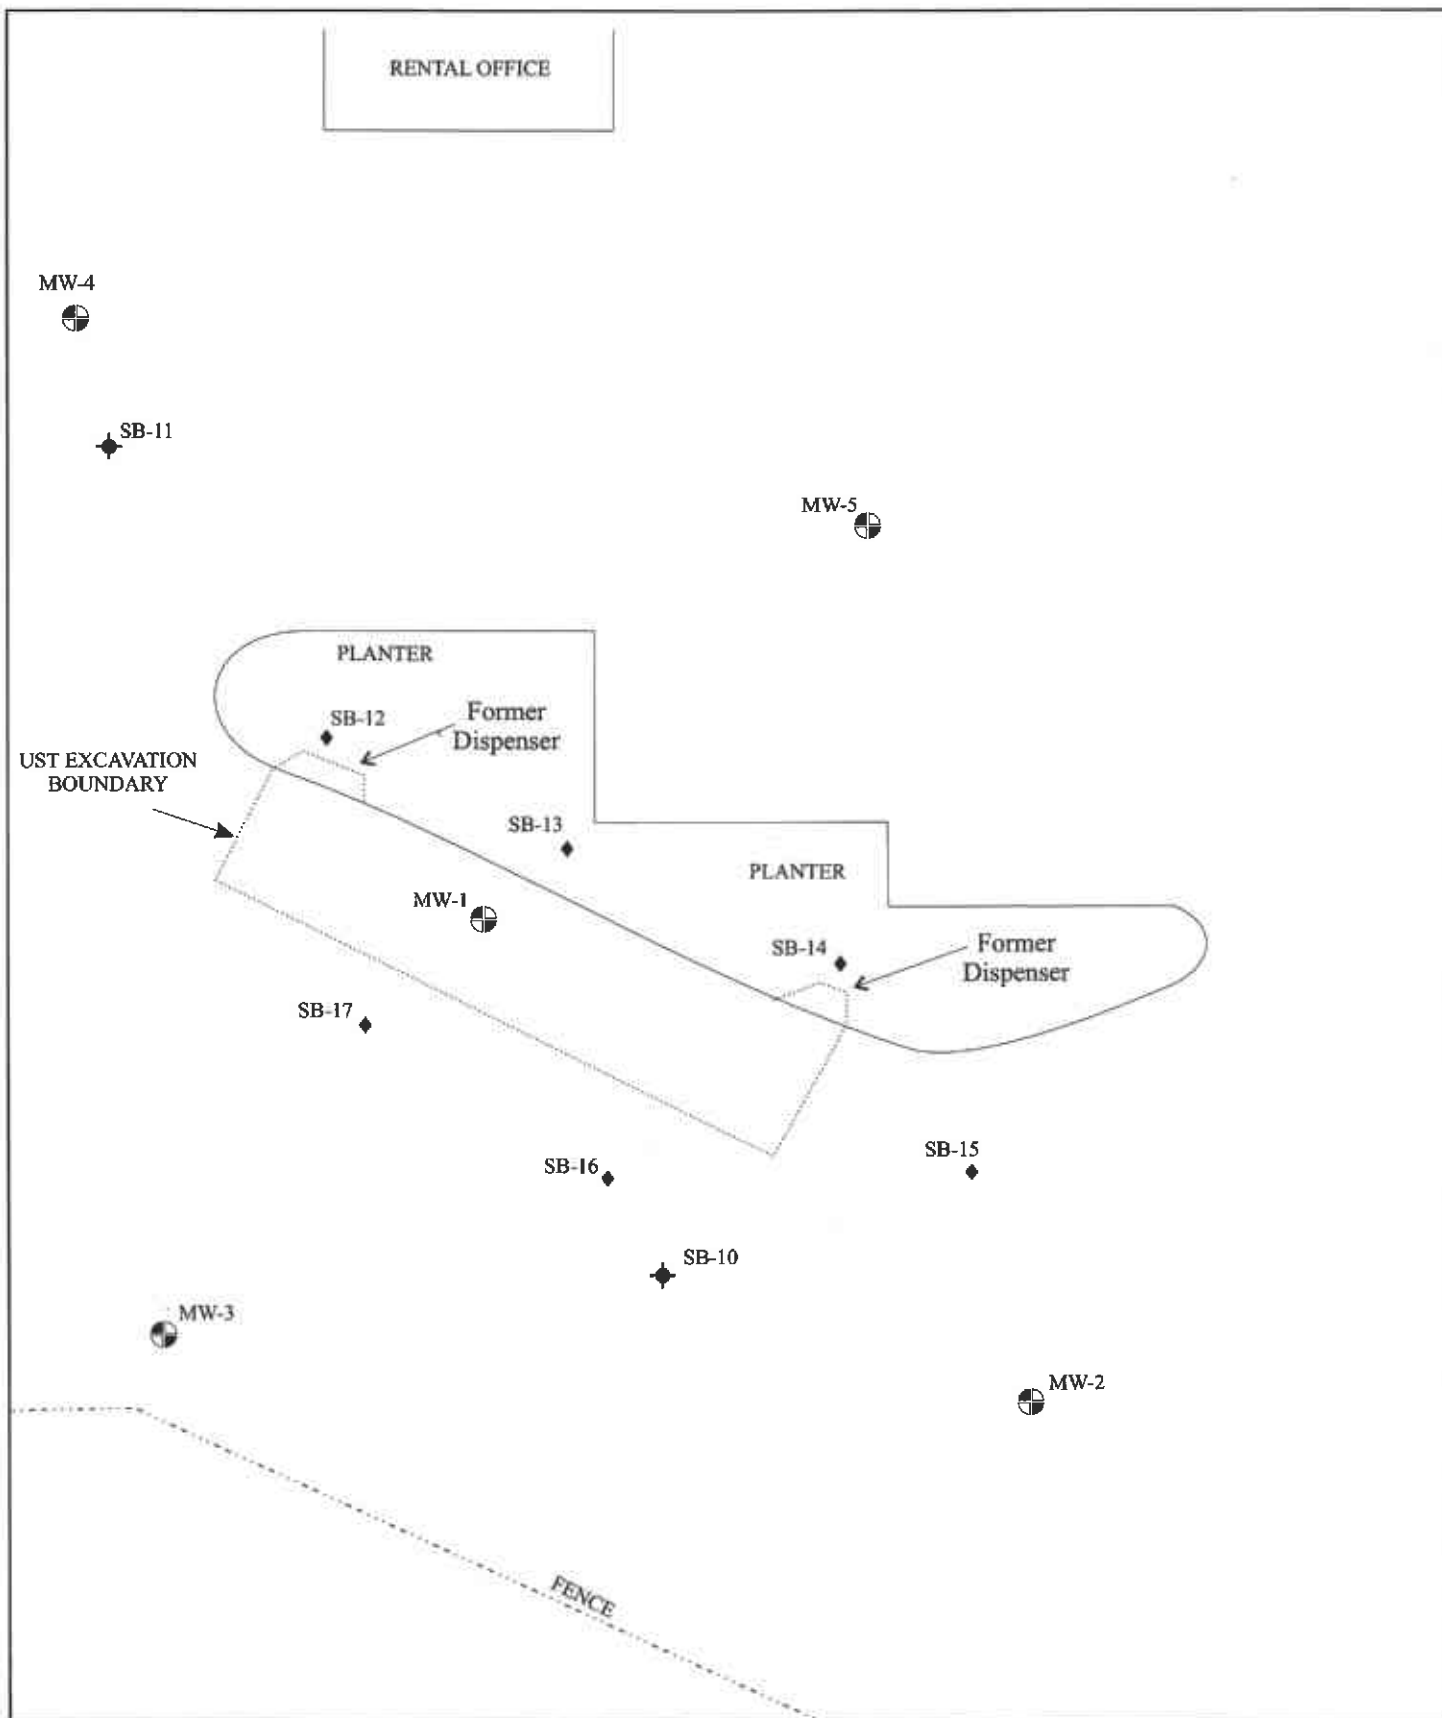 RENTAL OFFICE
MW-4
SB-11
MW-5
PLANTER
SB-12
Former
Dispenser
UST EXCAVATION
BOUNDARY
SB-13
PLANTER
MW-1
SB-14
Former
Dispenser
SB-17
SB-15
SB-16
SB-10
MW-3
MW-2
FENCE